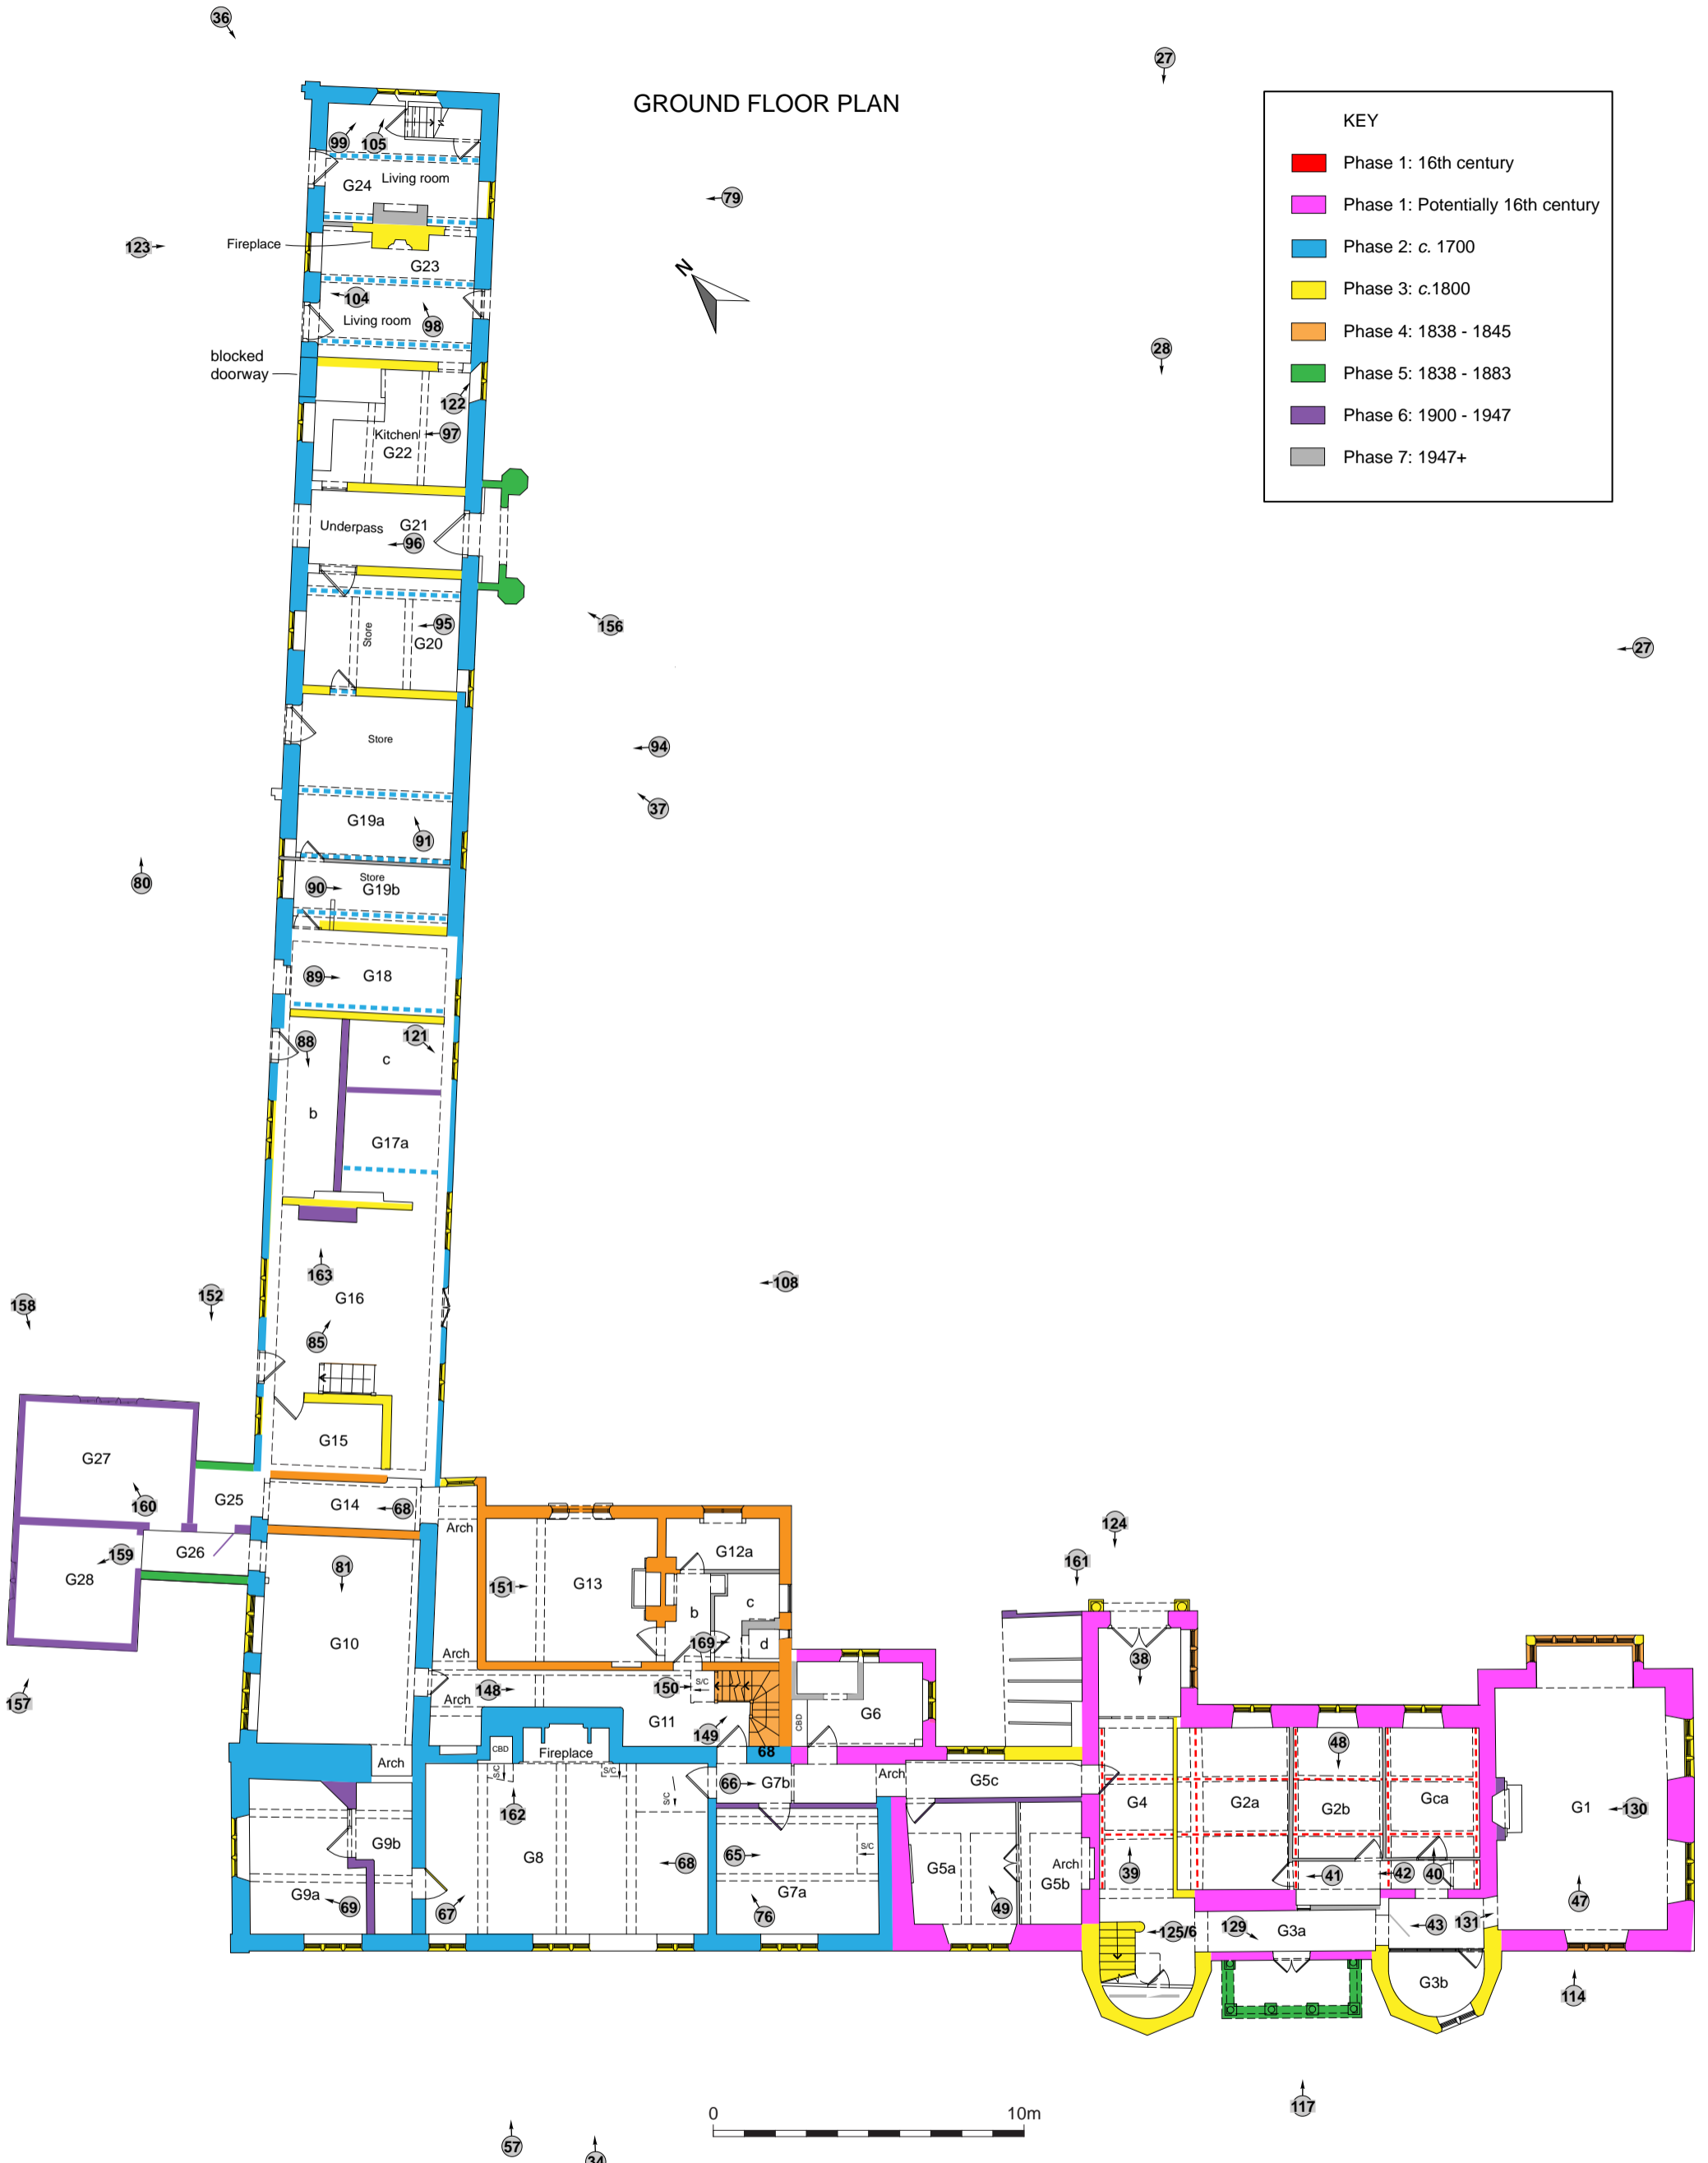 36
27
GROUND FLOOR PLAN
KEY
Phase 1: 16th century
Phase 1: Potentially 16th century
Phase 2: c. 1700
Phase 3: c.1800
Phase 4: 1838 - 1845
Phase 5: 1838 - 1883
Phase 6: 1900 - 1947
Phase 7: 1947+
99
105
Living room
G24
79
123
Fireplace
G23
N
104
98
Living room
28
blocked
doorway
122
Kitchen
97
G22
Underpass
G21
96
156
95
Store
G20
27
Store
94
37
G19a
91
80
Store
90
G19b
89
G18
88
121
c
b
G17a
163
G16
108
158
152
85
G15
G27
160
G25
G14
68
Arch
124
161
G26
159
G28
81
G12a
151
G13
c
b
d
169
G10
Arch
38
157
Arch
148
150
S/C
G11
149
68
CBD
G6
Arch
CBD
Fireplace
S/C
S/C
S/C
162
66
G7b
Arch
G5c
G4
G2a
48
G2b
Gca
G1
130
G9b
G8
68
65
S/C
G7a
76
G5a
Arch
G5b
49
39
41
42
40
47
G9a
69
67
125/6
129
G3a
43
131
G3b
114
117
0
10m
57
34